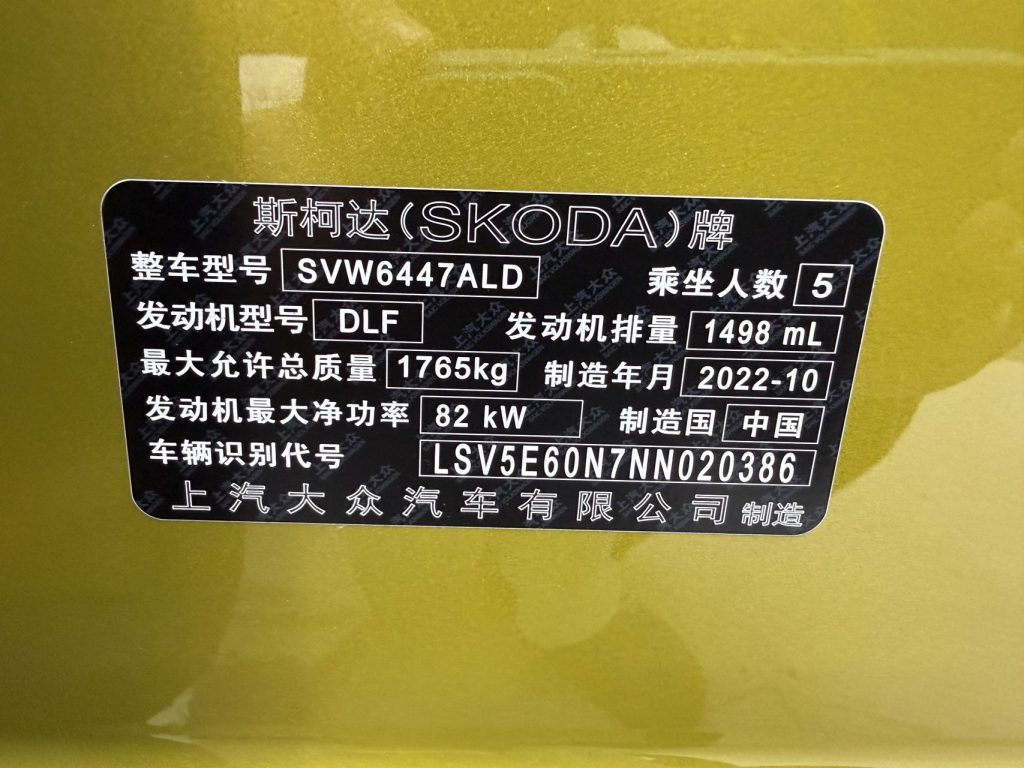 斯柯达(SKODA)牌
整车型号 SVW6447ALD 乘坐人数 5
发动机型号 DLF 发动机排量 1498 mL
最大允许总质量 1765kg 制造年月 2022-10
发动机最大净功率 82 kW 制造国 中国
车辆识别代号 LSV5E60N7NN020386
上汽大众汽车有限公司 制造